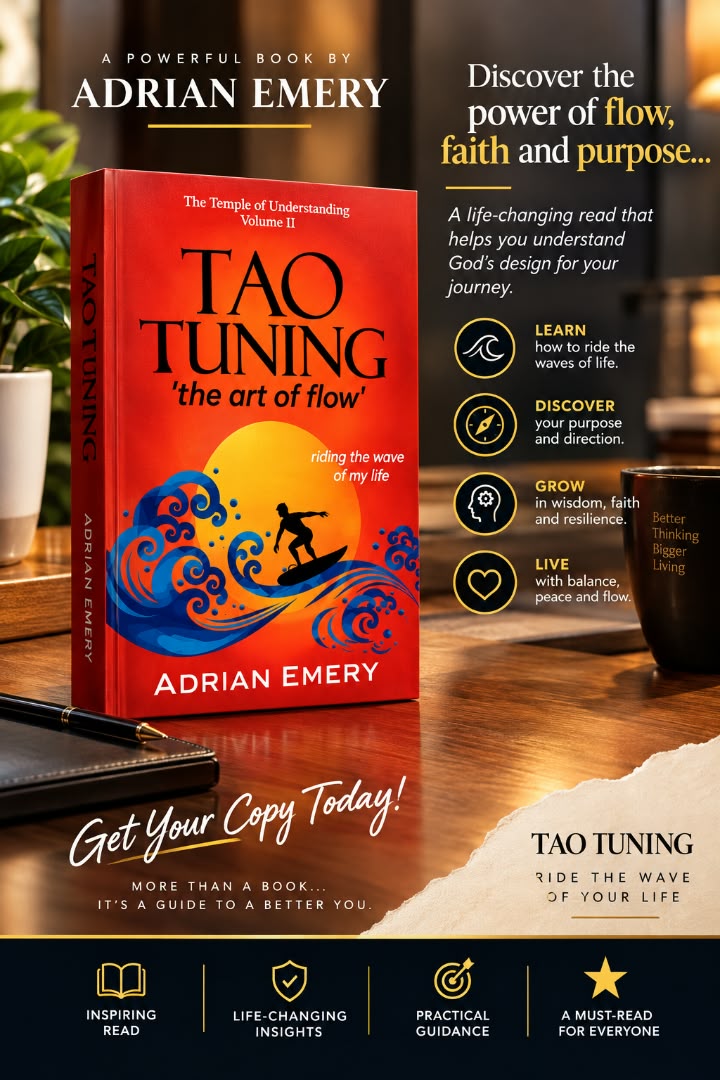 A POWERFUL BOOK BY
ADRIAN EMERY
Discover the
power of flow,
faith and purpose...
A life-changing read that
helps you understand
God's design for your
journey.
LEARN
how to ride the
waves of life.
DISCOVER
your purpose
and direction.
GROW
in wisdom, faith
and resilience.
LIVE
with balance,
peace and flow.
The Temple of Understanding
Volume II
TAO
TUNING
'the art of flow'
riding the wave
of my life
ADRIAN EMERY
TAO TUNING
ADRIAN EMERY
Better
Thinking
Bigger
Living
Get Your Copy Today!
MORE THAN A BOOK...
IT'S A GUIDE TO A BETTER YOU.
TAO TUNING
RIDE THE WAVE
OF YOUR LIFE
INSPIRING
READ
LIFE-CHANGING
INSIGHTS
PRACTICAL
GUIDANCE
A MUST-READ
FOR EVERYONE